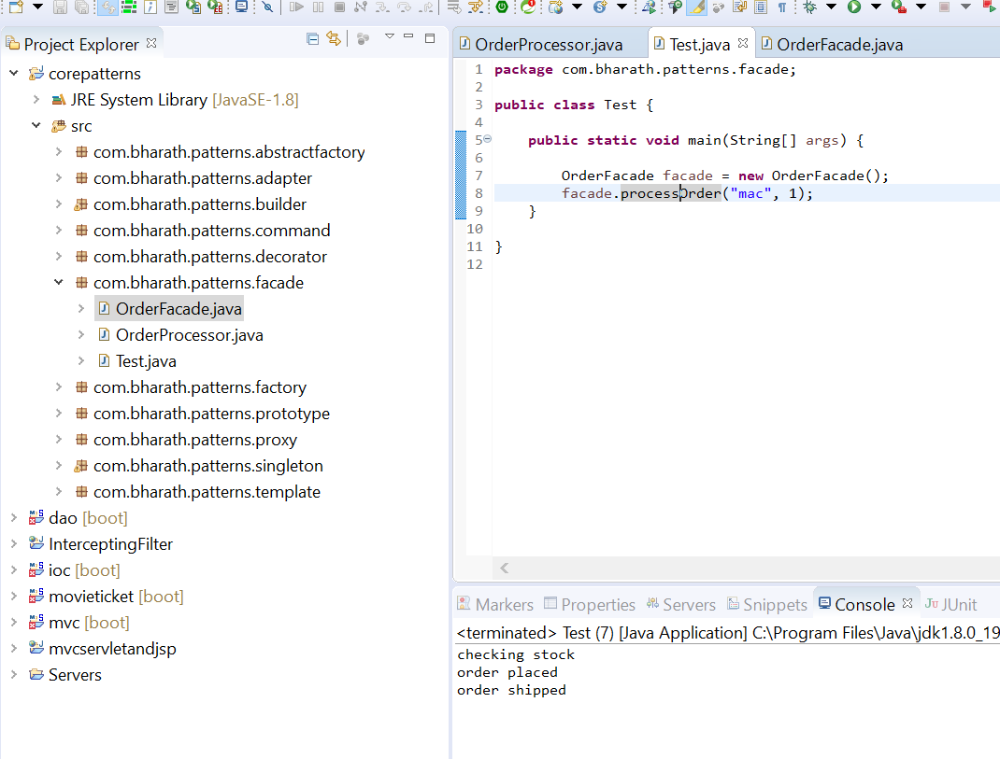 Project Explorer
corepatterns
JRE System Library [JavaSE-1.8]
src
com.bharath.patterns.abstractfactory
com.bharath.patterns.adapter
com.bharath.patterns.builder
com.bharath.patterns.command
com.bharath.patterns.decorator
com.bharath.patterns.facade
OrderFacade.java
OrderProcessor.java
Test.java
com.bharath.patterns.factory
com.bharath.patterns.prototype
com.bharath.patterns.proxy
com.bharath.patterns.singleton
com.bharath.patterns.template
dao [boot]
InterceptingFilter
ioc [boot]
movieticket [boot]
mvc [boot]
mvcservletandjsp
Servers
OrderProcessor.java Test.java OrderFacade.java
1 package com.bharath.patterns.facade;
2
3 public class Test {
4
5 public static void main(String[] args) {
6
7 OrderFacade facade = new OrderFacade();
8 facade.processOrder("mac", 1);
9 }
10
11 }
12
Markers Properties Servers Snippets Console JUnit
<terminated> Test (7) [Java Application] C:\Program Files\Java\jdk1.8.0_19
checking stock
order placed
order shipped